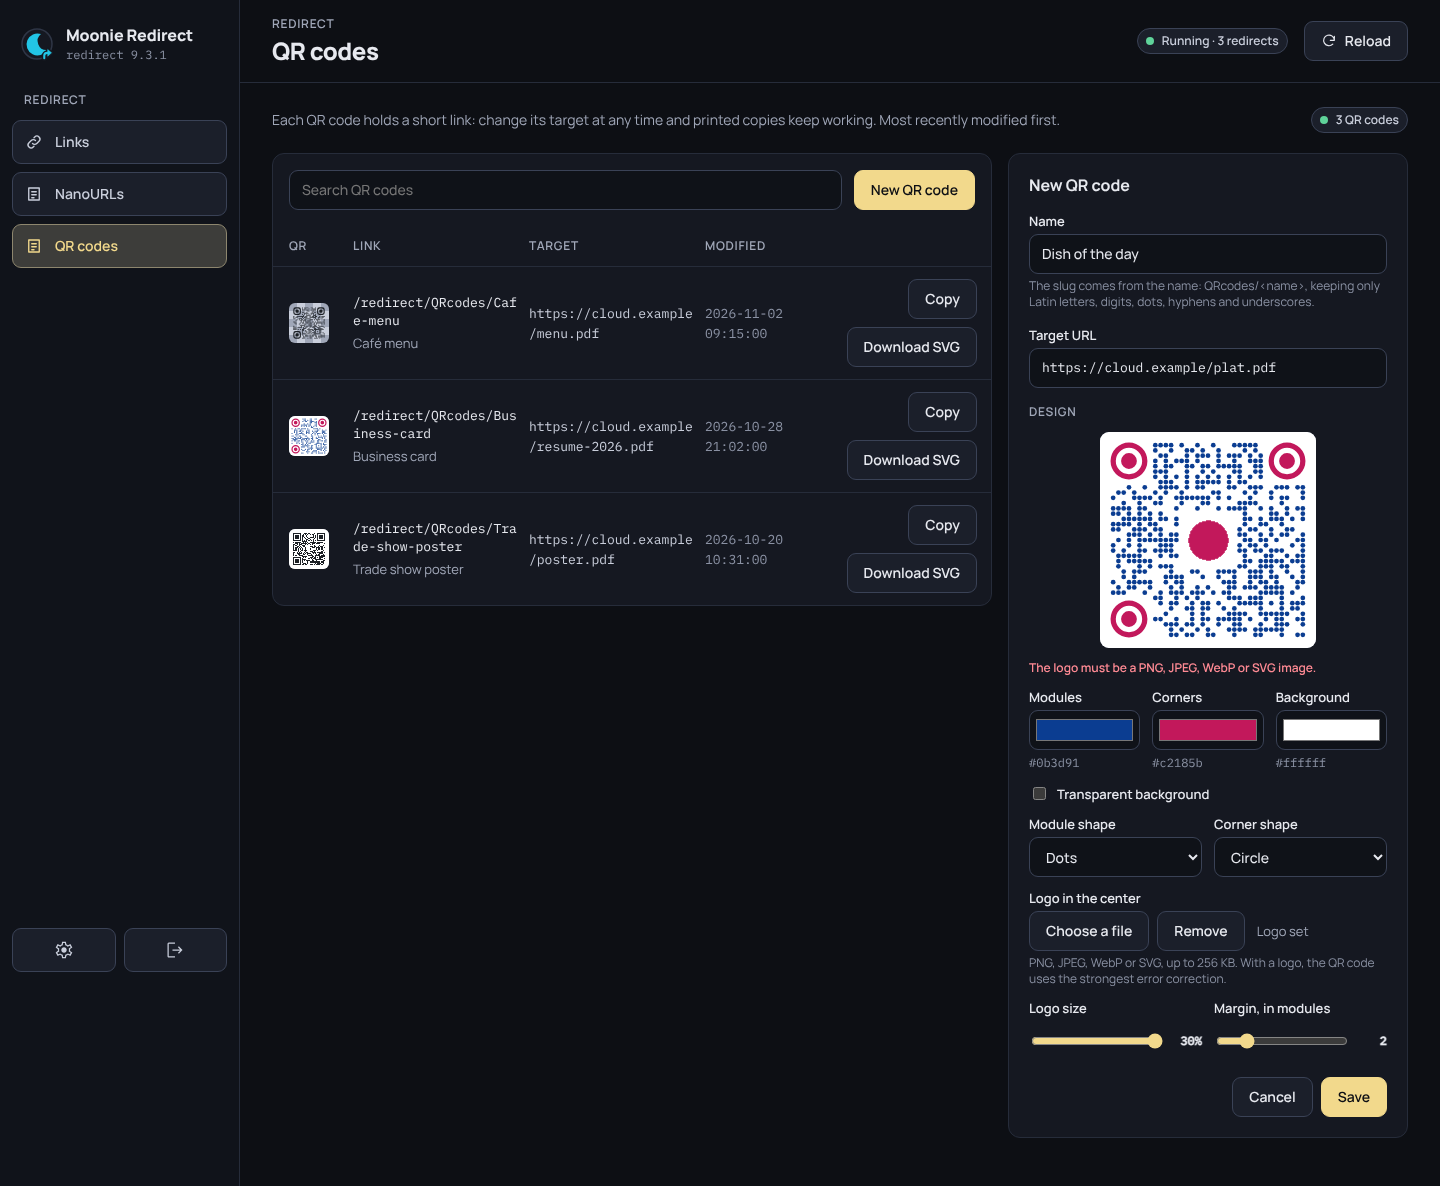 Moonie Redirect
redirect 9.3.1
REDIRECT
Links
NanoURLs
QR codes
REDIRECT
QR codes
Running · 3 redirects
Reload
Each QR code holds a short link: change its target at any time and printed copies keep working. Most recently modified first.
3 QR codes
Search QR codes
New QR code
QR
LINK
TARGET
MODIFIED
/redirect/QRcodes/Caf
e-menu
Café menu
https://cloud.example
/menu.pdf
2026-11-02
09:15:00
Copy
Download SVG
/redirect/QRcodes/Bus
iness-card
Business card
https://cloud.example
/resume-2026.pdf
2026-10-28
21:02:00
Copy
Download SVG
/redirect/QRcodes/Tra
de-show-poster
Trade show poster
https://cloud.example
/poster.pdf
2026-10-20
10:31:00
Copy
Download SVG
New QR code
Name
Dish of the day
The slug comes from the name: QRcodes/<name>, keeping only
Latin letters, digits, dots, hyphens and underscores.
Target URL
https://cloud.example/plat.pdf
DESIGN
The logo must be a PNG, JPEG, WebP or SVG image.
Modules
Corners
Background
#0b3d91
#c2185b
#ffffff
Transparent background
Module shape
Corner shape
Dots
Circle
Logo in the center
Choose a file
Remove
Logo set
PNG, JPEG, WebP or SVG, up to 256 KB. With a logo, the QR code
uses the strongest error correction.
Logo size
Margin, in modules
30%
2
Cancel
Save